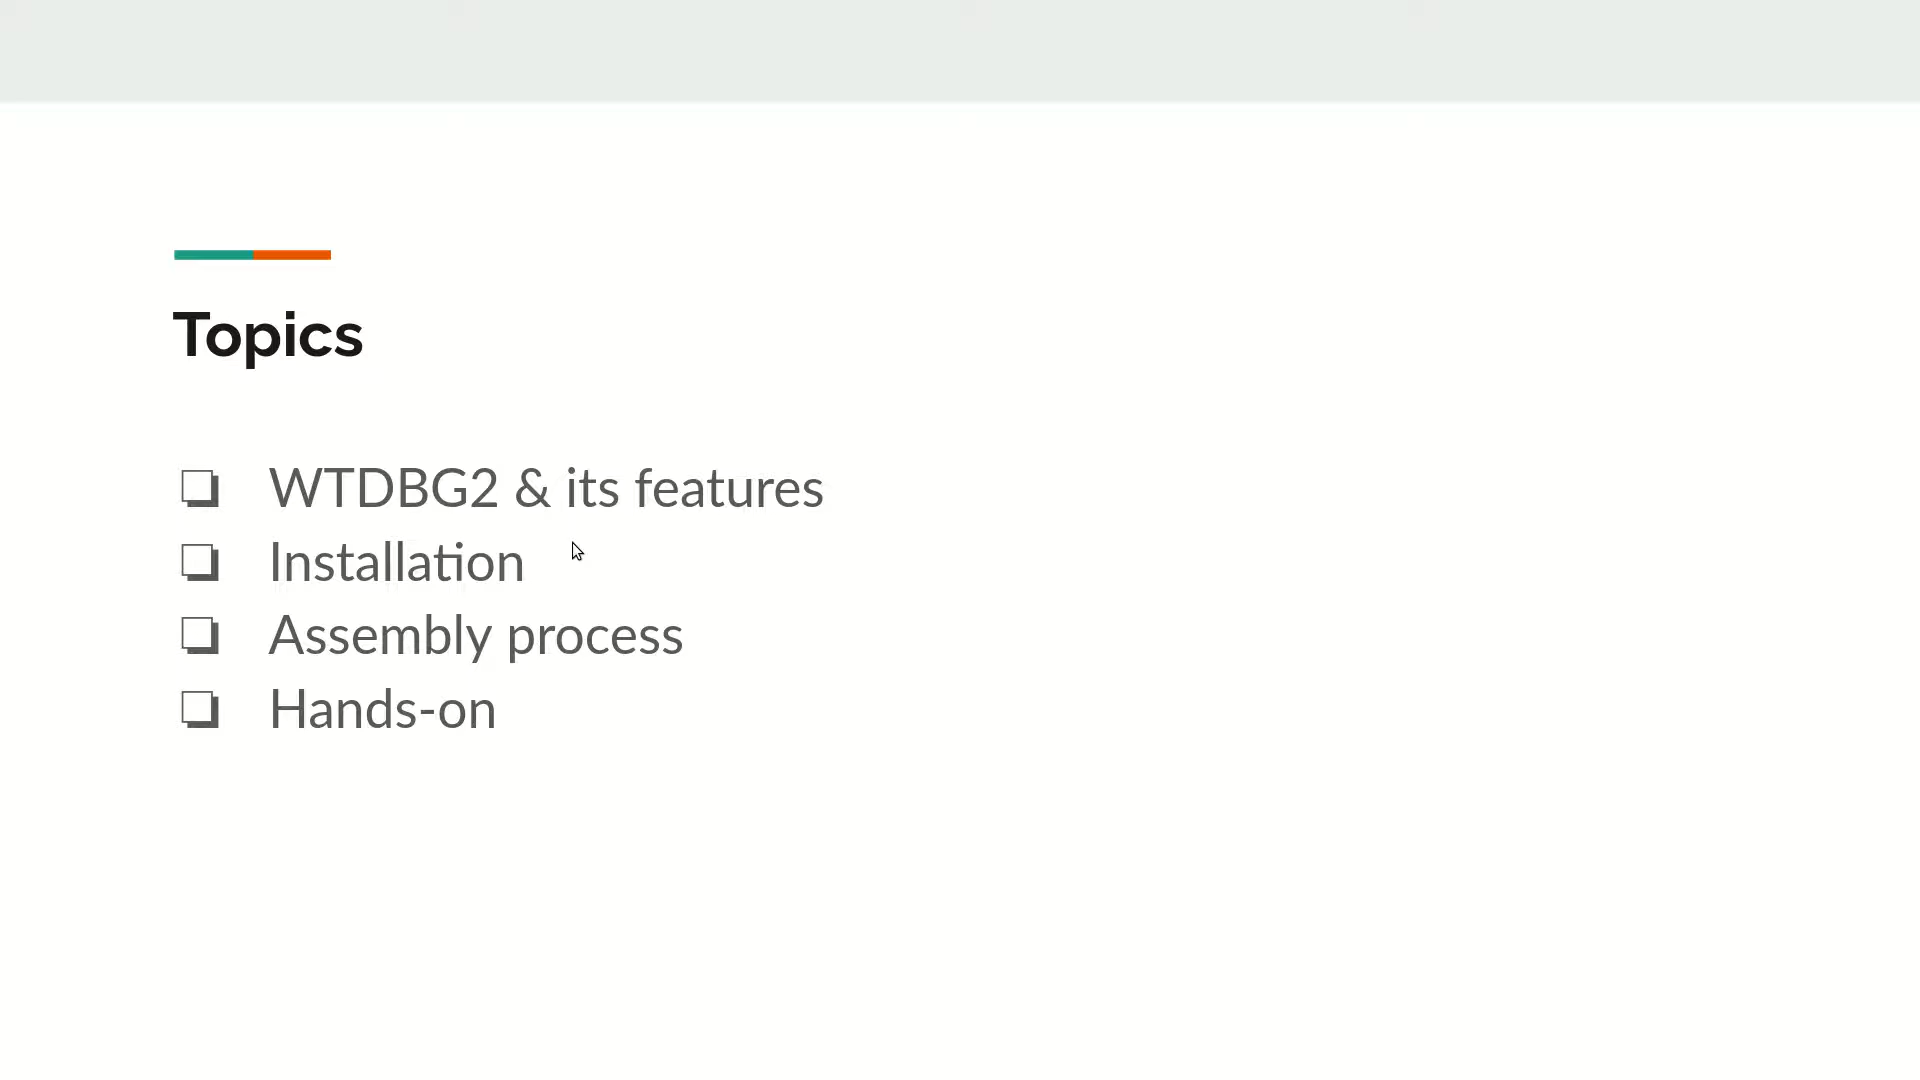 Topics
❏ WTDBG2 & its features
❏ Installation
❏ Assembly process
❏ Hands-on